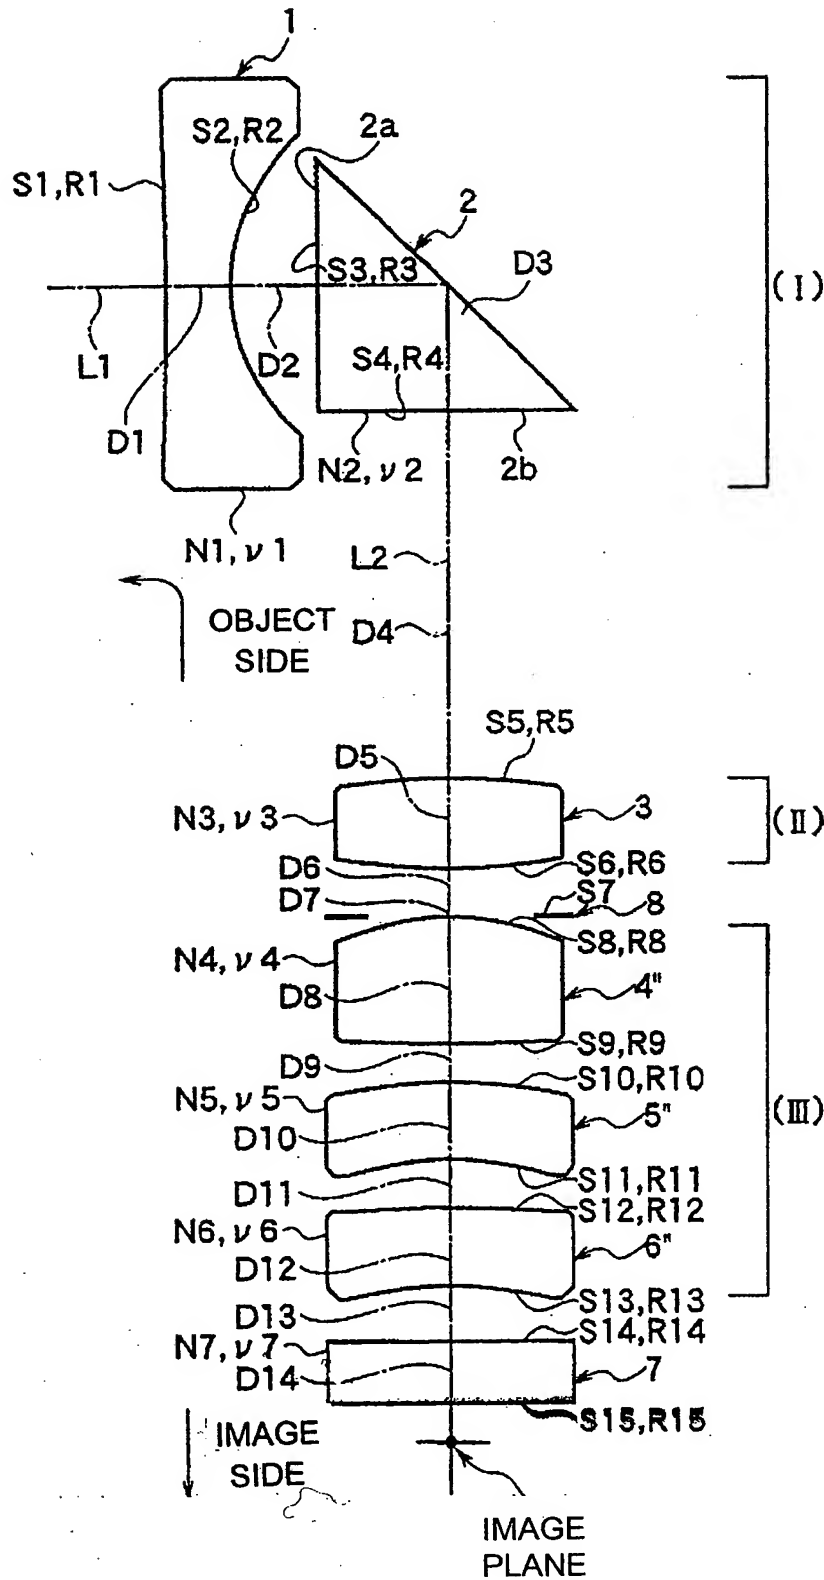 1
2a
S2,R2
S1,R1
2
S3,R3
D3
(I)
L1
D2
S4,R4
D1
N2,ν2
2b
N1,ν1
L2
OBJECT
SIDE
D4
S5,R5
D5
N3,ν3
3
(II)
D6
S6,R6
S7
D7
8
S8,R8
N4,ν4
D8
4"
S9,R9
D9
S10,R10
N5,ν5
5"
(III)
D10
S11,R11
D11
S12,R12
N6,ν6
6"
D12
S13,R13
D13
S14,R14
N7,ν7
7
D14
S15,R15
IMAGE
SIDE
IMAGE
PLANE